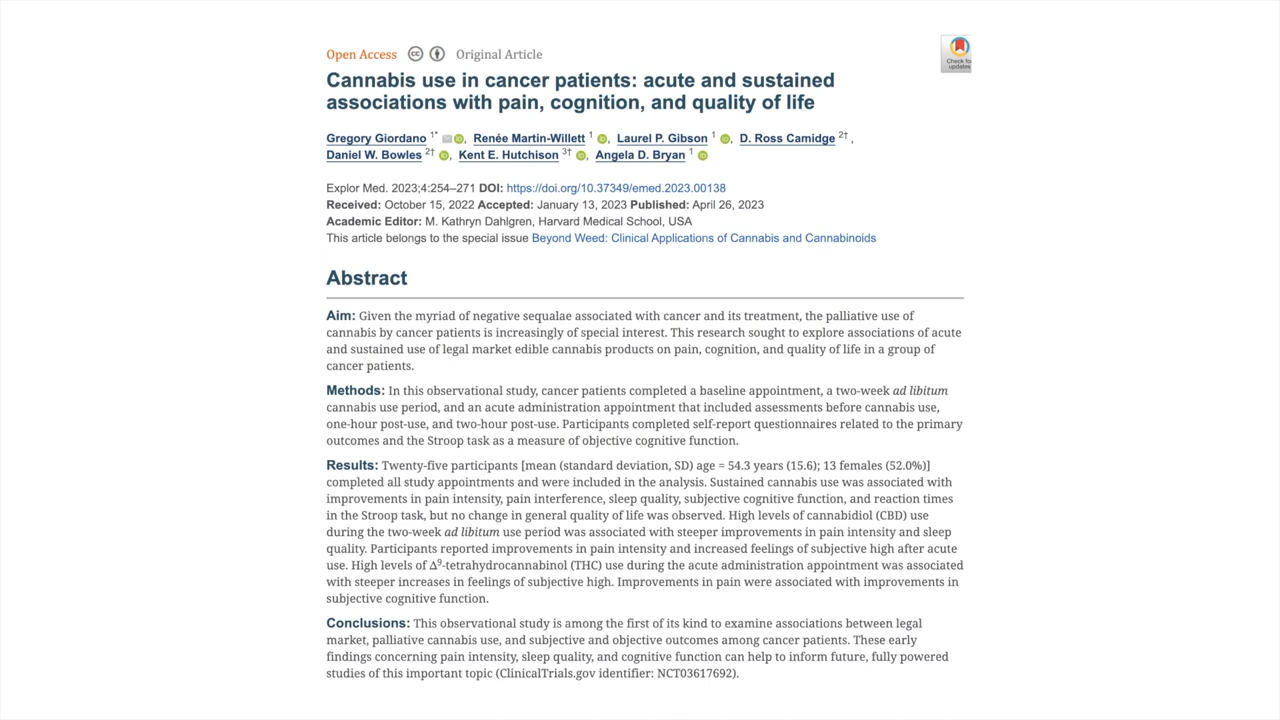 Open Access Original Article
Check for
updates
Cannabis use in cancer patients: acute and sustained
associations with pain, cognition, and quality of life
Gregory Giordano 1* , Renée Martin-Willett 1 , Laurel P. Gibson 1 , D. Ross Camidge 2† ,
Daniel W. Bowles 2† , Kent E. Hutchison 3† , Angela D. Bryan 1
Explor Med. 2023;4:254–271 DOI: https://doi.org/10.37349/emed.2023.00138
Received: October 15, 2022 Accepted: January 13, 2023 Published: April 26, 2023
Academic Editor: M. Kathryn Dahlgren, Harvard Medical School, USA
This article belongs to the special issue Beyond Weed: Clinical Applications of Cannabis and Cannabinoids
Abstract
Aim: Given the myriad of negative sequalae associated with cancer and its treatment, the palliative use of
cannabis by cancer patients is increasingly of special interest. This research sought to explore associations of acute
and sustained use of legal market edible cannabis products on pain, cognition, and quality of life in a group of
cancer patients.
Methods: In this observational study, cancer patients completed a baseline appointment, a two-week ad libitum
cannabis use period, and an acute administration appointment that included assessments before cannabis use,
one-hour post-use, and two-hour post-use. Participants completed self-report questionnaires related to the primary
outcomes and the Stroop task as a measure of objective cognitive function.
Results: Twenty-five participants [mean (standard deviation, SD) age = 54.3 years (15.6); 13 females (52.0%)]
completed all study appointments and were included in the analysis. Sustained cannabis use was associated with
improvements in pain intensity, pain interference, sleep quality, subjective cognitive function, and reaction times
in the Stroop task, but no change in general quality of life was observed. High levels of cannabidiol (CBD) use
during the two-week ad libitum use period was associated with steeper improvements in pain intensity and sleep
quality. Participants reported improvements in pain intensity and increased feelings of subjective high after acute
use. High levels of Δ9-tetrahydrocannabinol (THC) use during the acute administration appointment was associated
with steeper increases in feelings of subjective high. Improvements in pain were associated with improvements in
subjective cognitive function.
Conclusions: This observational study is among the first of its kind to examine associations between legal
market, palliative cannabis use, and subjective and objective outcomes among cancer patients. These early
findings concerning pain intensity, sleep quality, and cognitive function can help to inform future, fully powered
studies of this important topic (ClinicalTrials.gov identifier: NCT03617692).